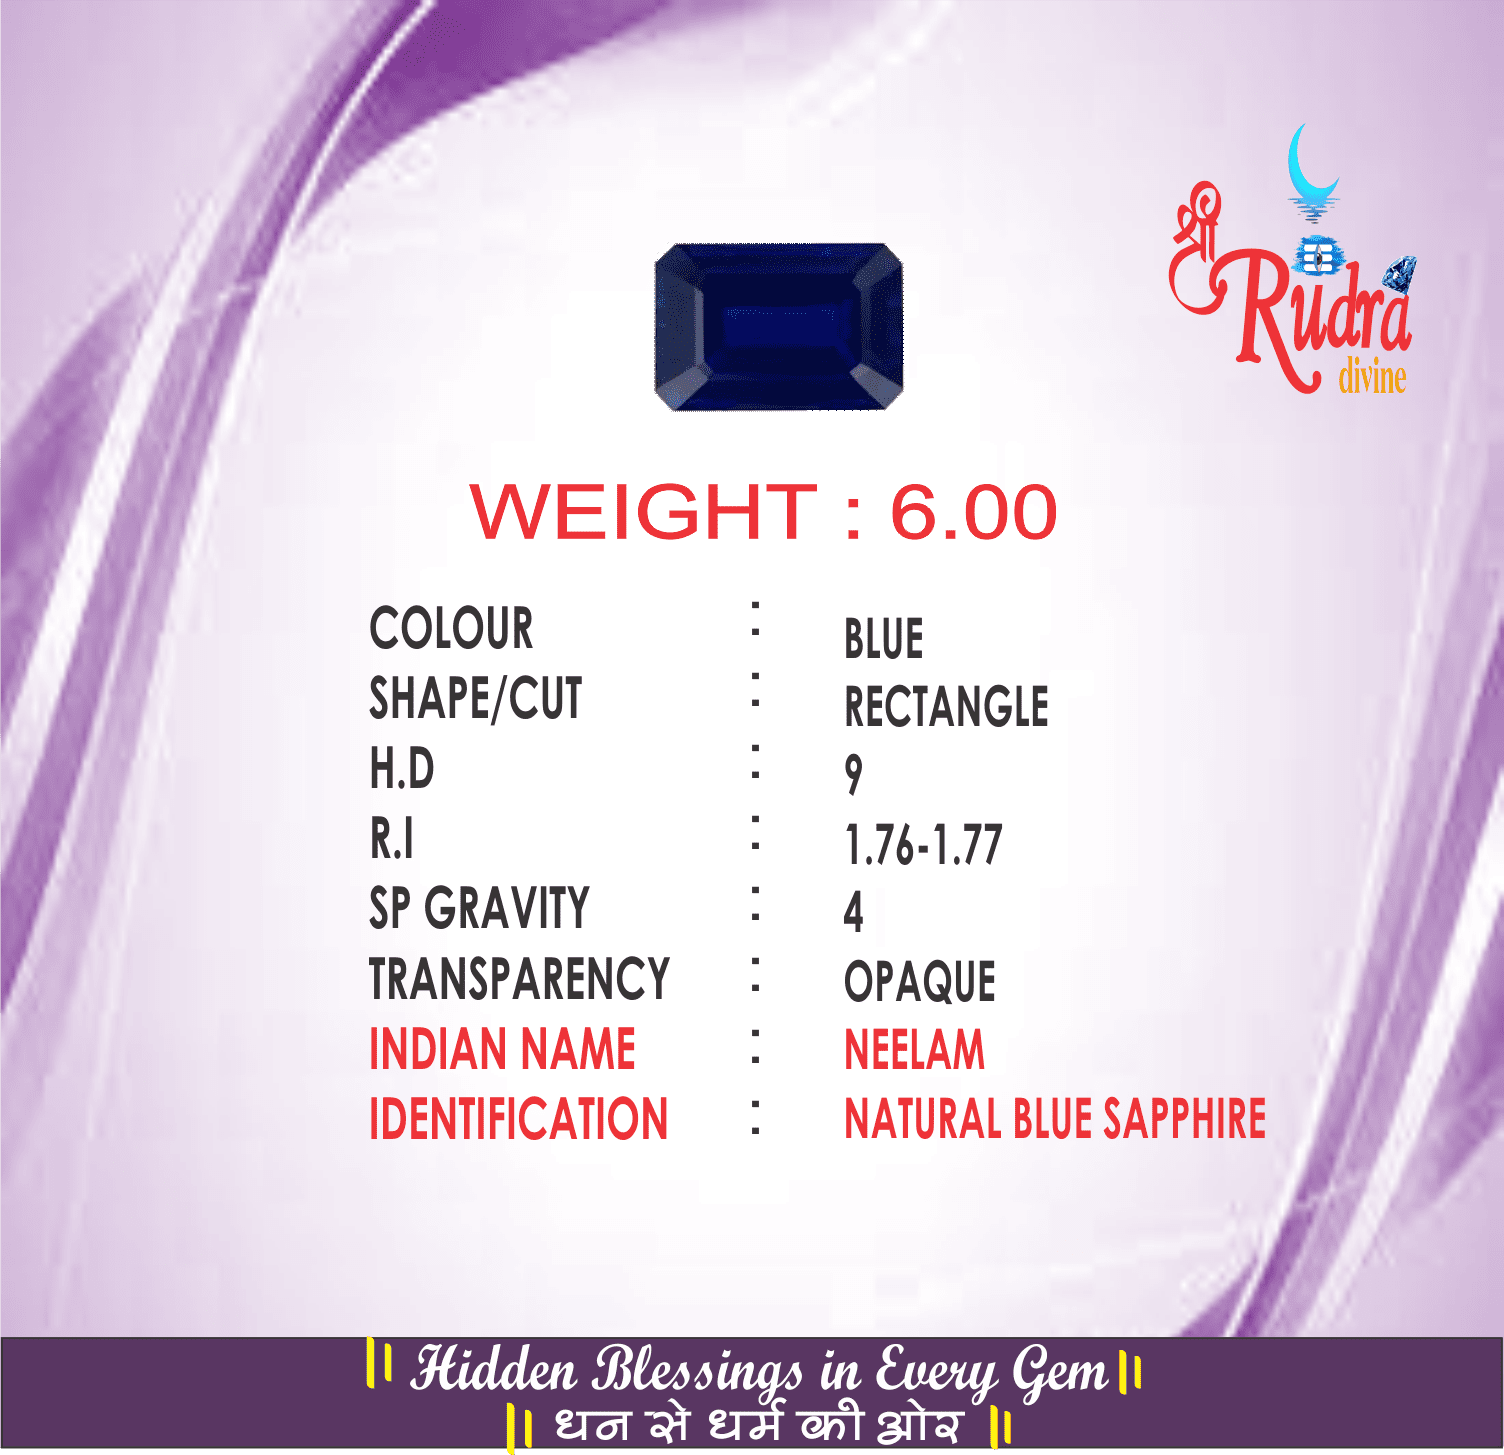 श्री
Rudra
divine
WEIGHT : 6.00
COLOUR : BLUE
SHAPE/CUT : RECTANGLE
H.D : 9
R.I : 1.76-1.77
SP GRAVITY : 4
TRANSPARENCY : OPAQUE
INDIAN NAME : NEELAM
IDENTIFICATION : NATURAL BLUE SAPPHIRE
|| Hidden Blessings in Every Gem ||
|| धन से धर्म की ओर ||